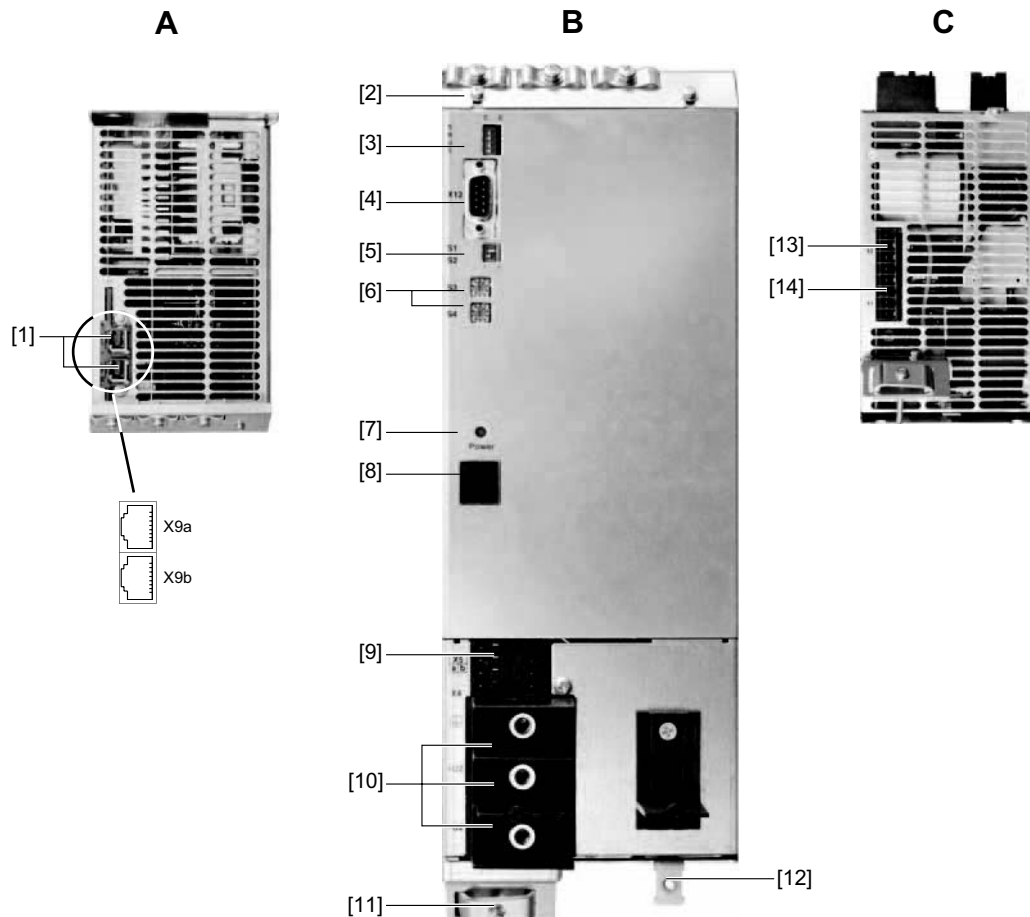 A
B
C
[1]
X9a
X9b
[2]
[3]
[4]
X12
[5]
S1
S2
[6]
S3
S4
[7]
Power
[8]
[9]
X5
a b
X4
[10]
[11]
[12]
[13]
[14]